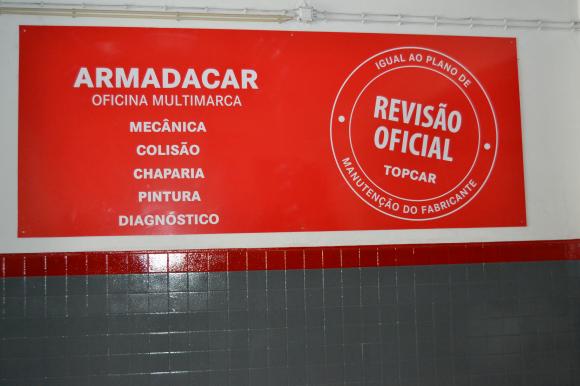 ARMADACAR
OFICINA MULTIMARCA
MECÂNICA
COLISÃO
CHAPARIA
PINTURA
DIAGNÓSTICO
IGUAL AO PLANO DE
REVISÃO
OFICIAL
TOPCAR
MANUTENÇÃO DO FABRICANTE